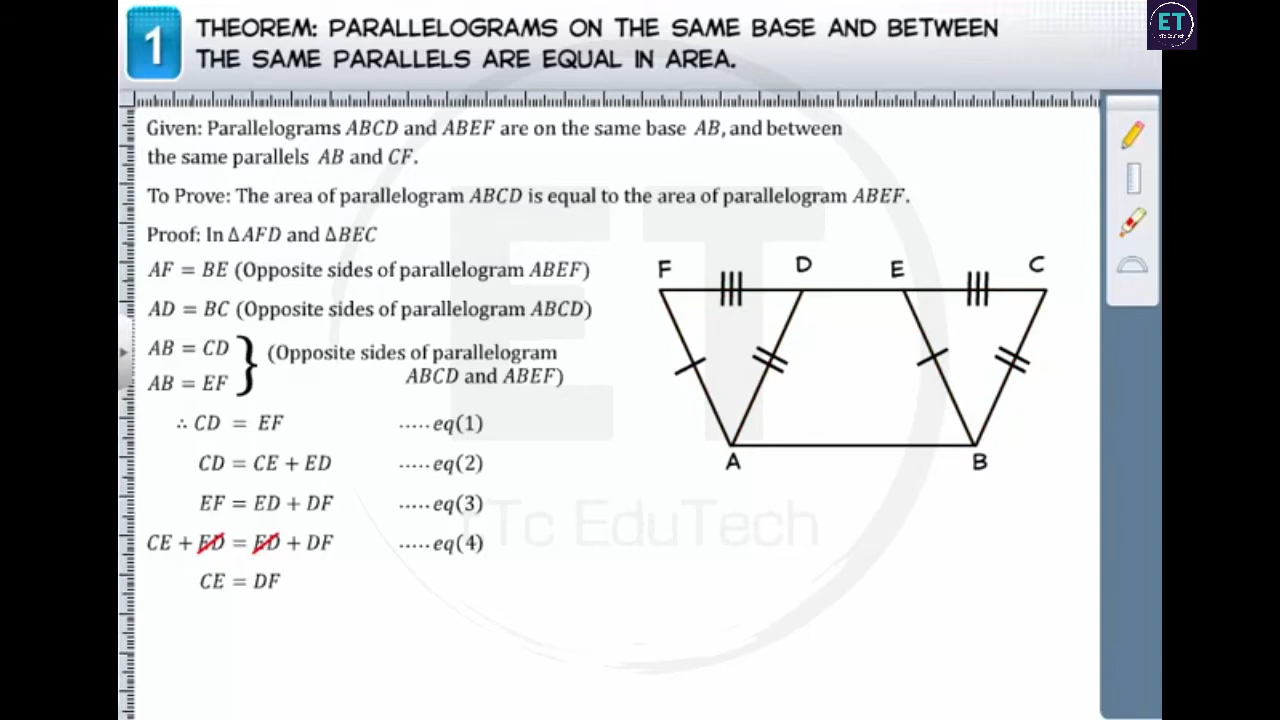 1
THEOREM: PARALLELOGRAMS ON THE SAME BASE AND BETWEEN
THE SAME PARALLELS ARE EQUAL IN AREA.
ET
YTc EduTech
Given: Parallelograms ABCD and ABEF are on the same base AB, and between
the same parallels AB and CF.
To Prove: The area of parallelogram ABCD is equal to the area of parallelogram ABEF.
Proof: In ΔAFD and ΔBEC
AF = BE (Opposite sides of parallelogram ABEF)
AD = BC (Opposite sides of parallelogram ABCD)
AB = CD
AB = EF
} (Opposite sides of parallelogram
ABCD and ABEF)
∴ CD = EF ..... eq(1)
CD = CE + ED ..... eq(2)
EF = ED + DF ..... eq(3)
CE + ED = ED + DF ..... eq(4)
CE = DF
F D E C
A B
ET
YTc EduTech